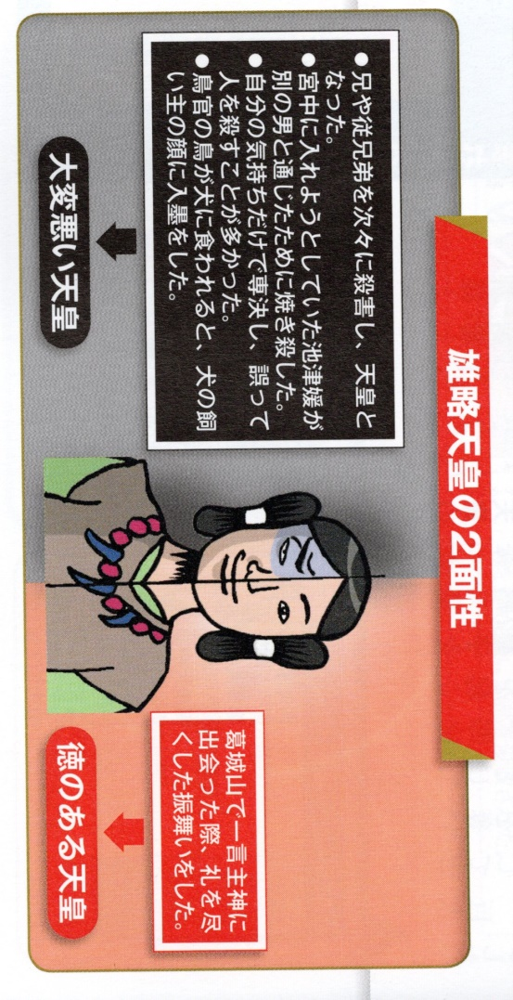 雄略天皇の2面性
●兄や従兄弟を次々に殺害し、天皇と
なった。
●宮中に入れようとしていた池津媛が
別の男と通じたために焼き殺した。
●自分の気持ちだけで専決し、誤って
人を殺すことが多かった。
●鳥官の鳥が犬に食われると、犬の飼
い主の顔に入墨をした。
大変悪い天皇
葛城山で一言主神に
出会った際、礼を尽
くした振舞いをした。
徳のある天皇